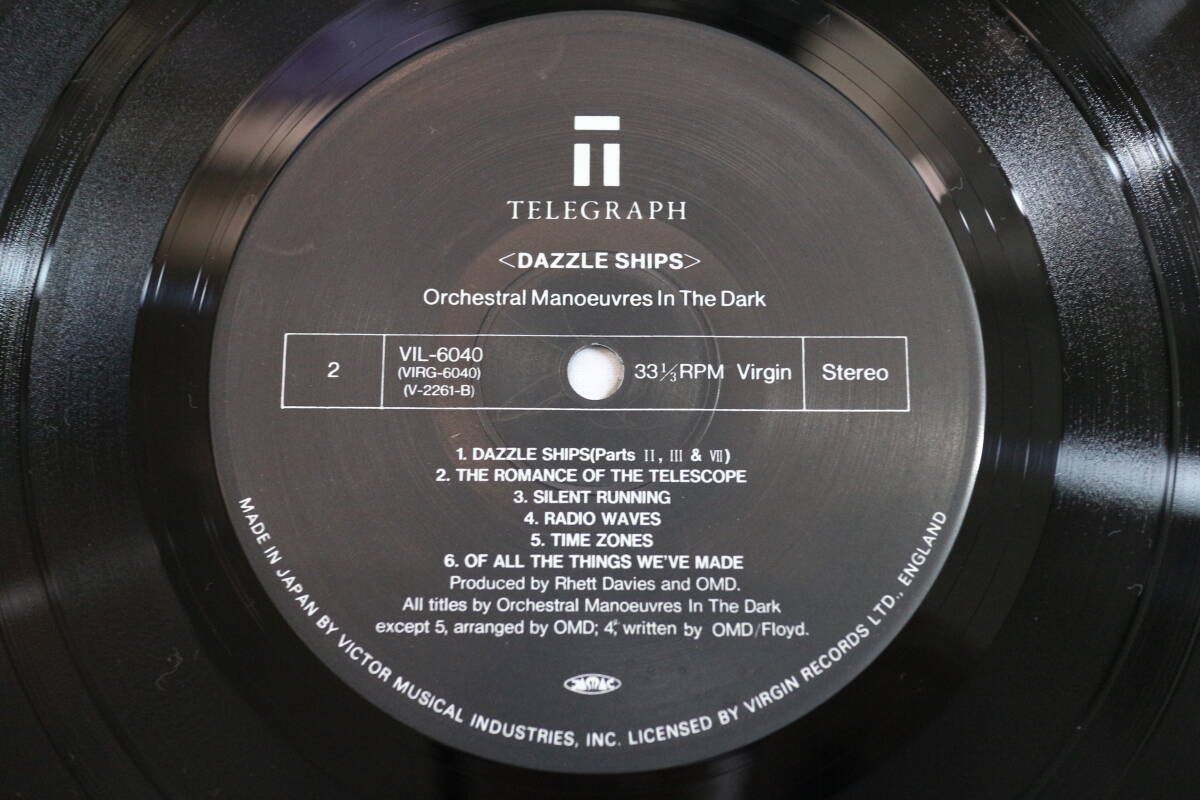 TELEGRAPH
<DAZZLE SHIPS>
Orchestral Manoeuvres In The Dark
2
VIL-6040
(VIRG-6040)
(V-2261-B)
33⅓RPM Virgin
Stereo
1. DAZZLE SHIPS(Parts II, III & VII)
2. THE ROMANCE OF THE TELESCOPE
3. SILENT RUNNING
4. RADIO WAVES
5. TIME ZONES
6. OF ALL THE THINGS WE'VE MADE
Produced by Rhett Davies and OMD.
All titles by Orchestral Manoeuvres In The Dark
except 5, arranged by OMD; 4, written by OMD/Floyd.
JASRAC
MADE IN JAPAN BY VICTOR MUSICAL INDUSTRIES, INC. LICENSED BY VIRGIN RECORDS LTD., ENGLAND